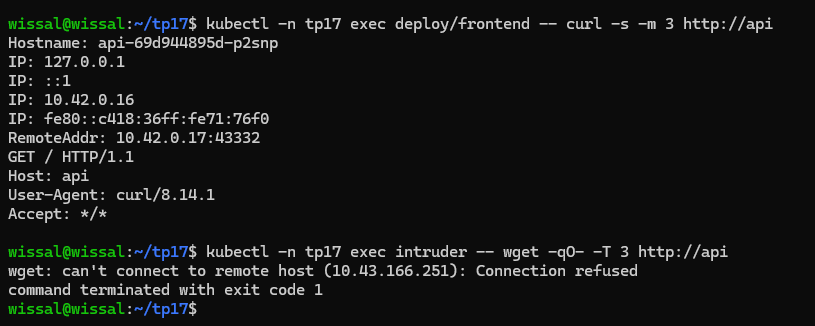 wissal@wissal:~/tp17$ kubectl -n tp17 exec deploy/frontend -- curl -s -m 3 http://api
Hostname: api-69d944895d-p2snp
IP: 127.0.0.1
IP: ::1
IP: 10.42.0.16
IP: fe80::c418:36ff:fe71:76f0
RemoteAddr: 10.42.0.17:43332
GET / HTTP/1.1
Host: api
User-Agent: curl/8.14.1
Accept: */*
wissal@wissal:~/tp17$ kubectl -n tp17 exec intruder -- wget -qO- -T 3 http://api
wget: can't connect to remote host (10.43.166.251): Connection refused
command terminated with exit code 1
wissal@wissal:~/tp17$